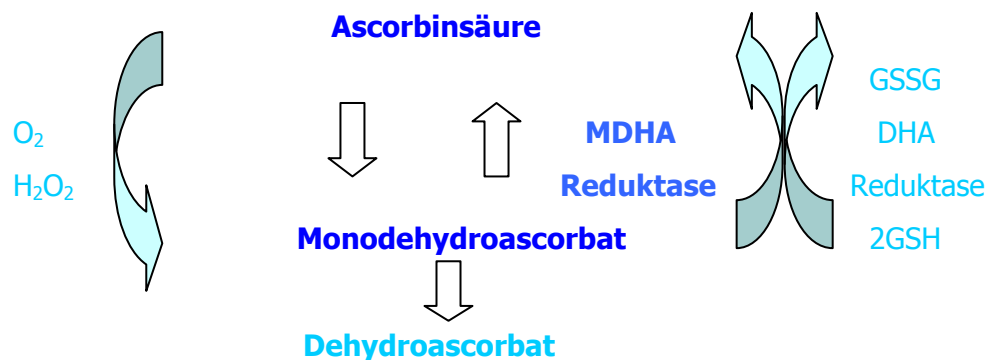 Ascorbinsäure
GSSG
O₂ MDHA DHA
H₂O₂ Reduktase Reduktase
Monodehydroascorbat 2GSH
Dehydroascorbat